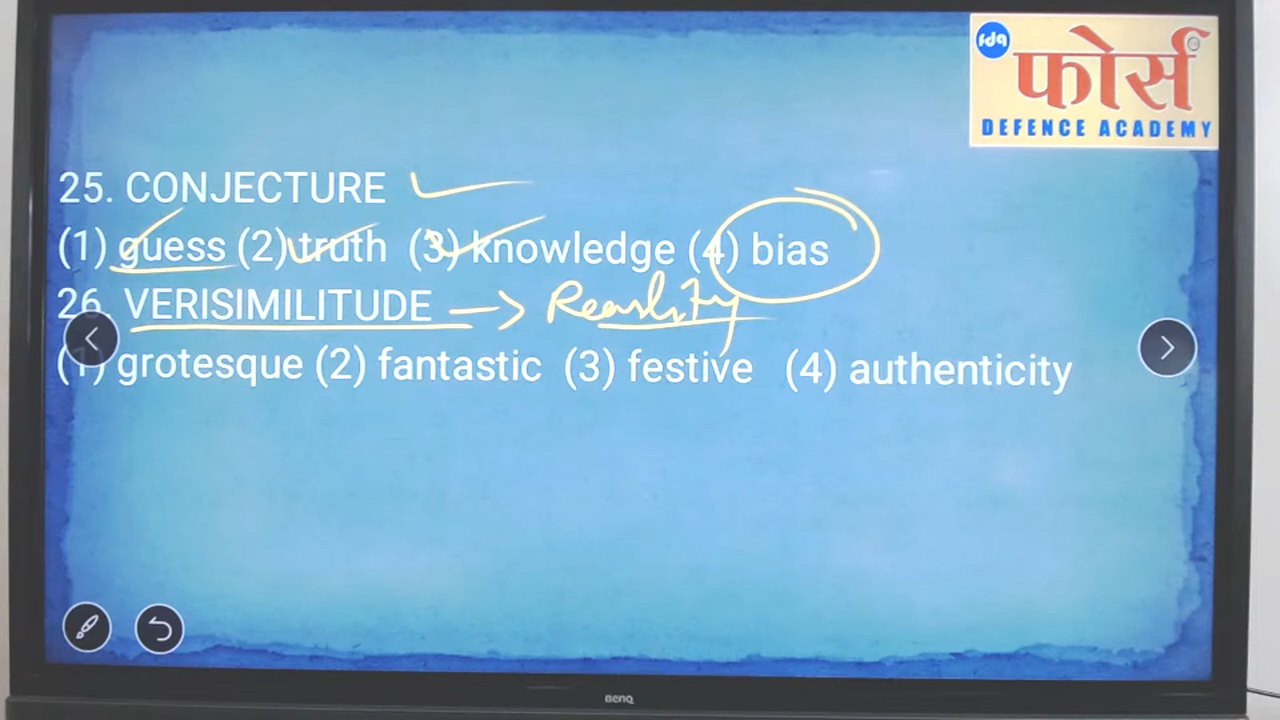 fda
फोर्स
DEFENCE ACADEMY
25. CONJECTURE
(1) guess (2) truth (3) knowledge (4) bias
26. VERISIMILITUDE → Reality
(1) grotesque (2) fantastic (3) festive (4) authenticity
BENQ